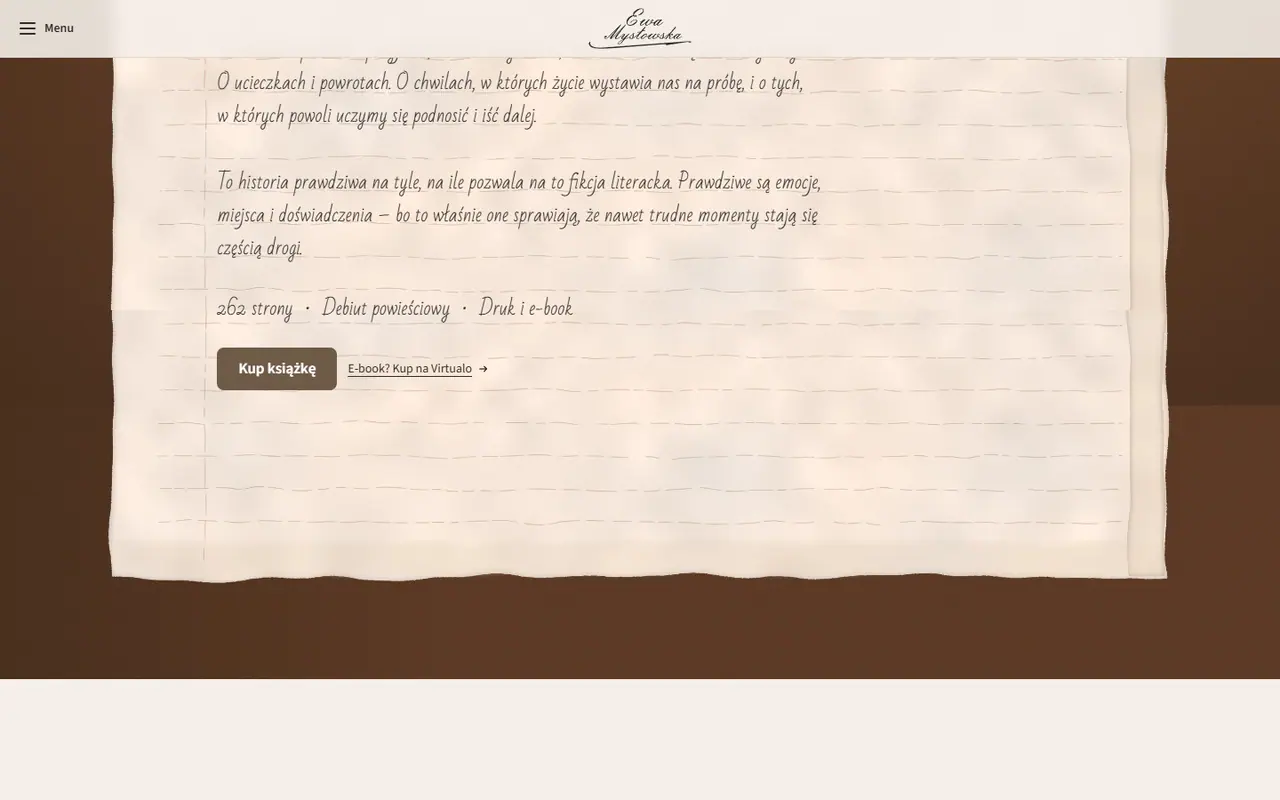 Menu
Ewa
Mysłowska
O ucieczkach i powrotach. O chwilach, w których życie wystawia nas na próbę, i o tych,
w których powoli uczymy się podnosić i iść dalej.
To historia prawdziwa na tyle, na ile pozwala na to fikcja literacka. Prawdziwe są emocje,
miejsca i doświadczenia – bo to właśnie one sprawiają, że nawet trudne momenty stają się
częścią drogi.
262 strony · Debiut powieściowy · Druk i e-book
Kup książkę
E-book? Kup na Virtualo →